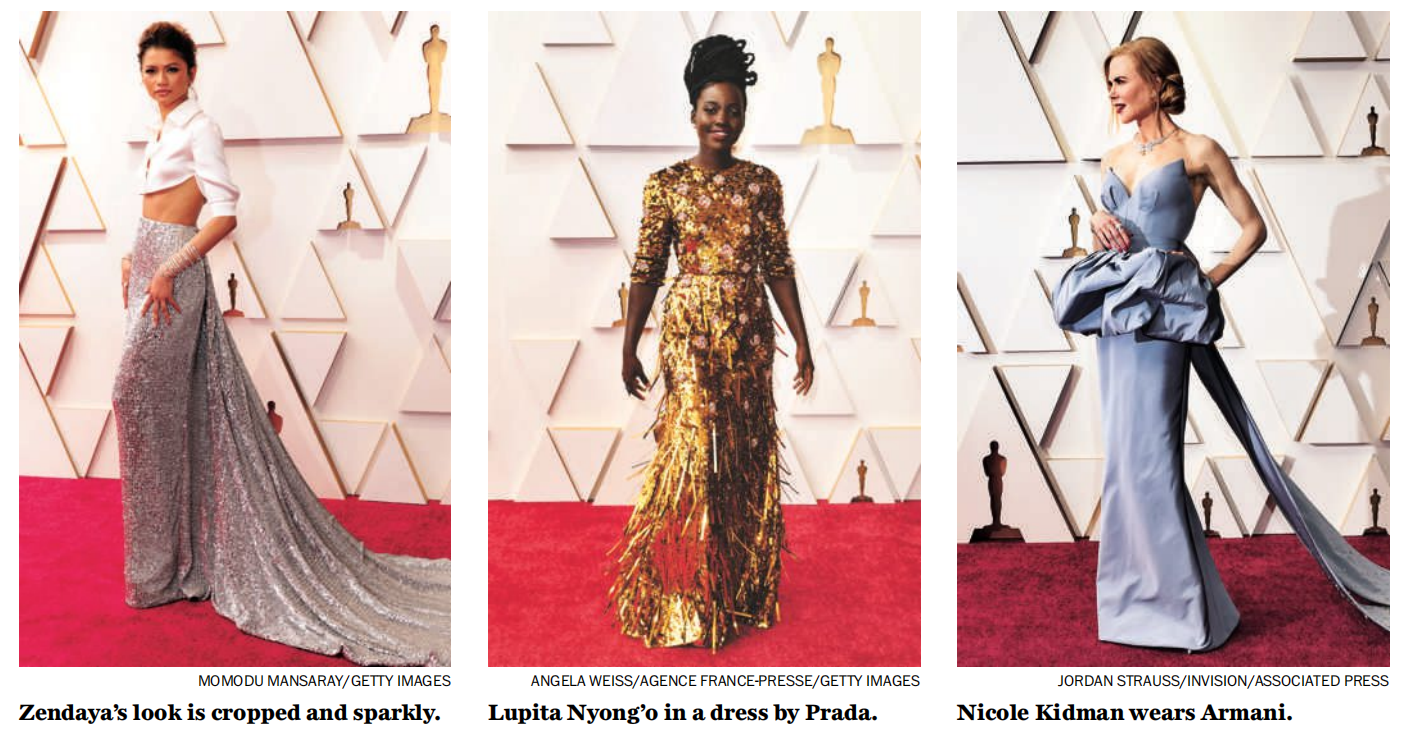 MOMODU MANSARAY/GETTY IMAGES
Zendaya's look is cropped and sparkly.
ANGELA WEISS/AGENCE FRANCE-PRESSE/GETTY IMAGES
Lupita Nyong'o in a dress by Prada.
JORDAN STRAUSS/INVISION/ASSOCIATED PRESS
Nicole Kidman wears Armani.